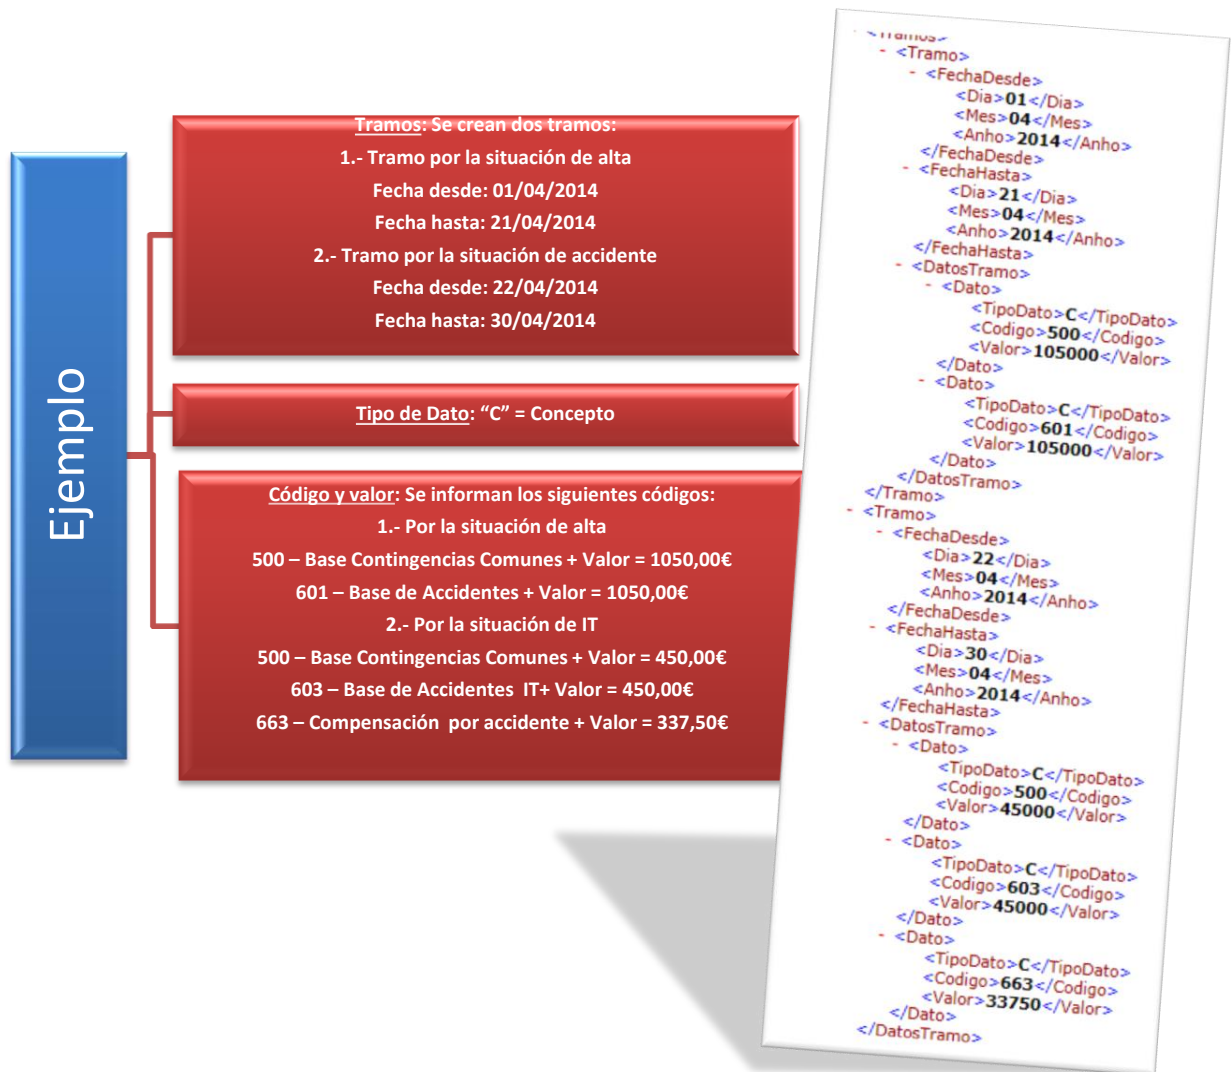 Ejemplo
Tramos: Se crean dos tramos:
1.- Tramo por la situación de alta
Fecha desde: 01/04/2014
Fecha hasta: 21/04/2014
2.- Tramo por la situación de accidente
Fecha desde: 22/04/2014
Fecha hasta: 30/04/2014
Tipo de Dato: “C” = Concepto
Código y valor: Se informan los siguientes códigos:
1.- Por la situación de alta
500 – Base Contingencias Comunes + Valor = 1050,00€
601 – Base de Accidentes + Valor = 1050,00€
2.- Por la situación de IT
500 – Base Contingencias Comunes + Valor = 450,00€
603 – Base de Accidentes  IT+ Valor = 450,00€
663 – Compensación  por accidente + Valor = 337,50€
- <Tramos>
- <Tramo>
- <FechaDesde>
<Dia>01</Dia>
<Mes>04</Mes>
<Anho>2014</Anho>
</FechaDesde>
- <FechaHasta>
<Dia>21</Dia>
<Mes>04</Mes>
<Anho>2014</Anho>
</FechaHasta>
- <DatosTramo>
- <Dato>
<TipoDato>C</TipoDato>
<Codigo>500</Codigo>
<Valor>105000</Valor>
</Dato>
- <Dato>
<TipoDato>C</TipoDato>
<Codigo>601</Codigo>
<Valor>105000</Valor>
</Dato>
</DatosTramo>
</Tramo>
- <Tramo>
- <FechaDesde>
<Dia>22</Dia>
<Mes>04</Mes>
<Anho>2014</Anho>
</FechaDesde>
- <FechaHasta>
<Dia>30</Dia>
<Mes>04</Mes>
<Anho>2014</Anho>
</FechaHasta>
- <DatosTramo>
- <Dato>
<TipoDato>C</TipoDato>
<Codigo>500</Codigo>
<Valor>45000</Valor>
</Dato>
- <Dato>
<TipoDato>C</TipoDato>
<Codigo>603</Codigo>
<Valor>45000</Valor>
</Dato>
- <Dato>
<TipoDato>C</TipoDato>
<Codigo>663</Codigo>
<Valor>33750</Valor>
</Dato>
</DatosTramo>